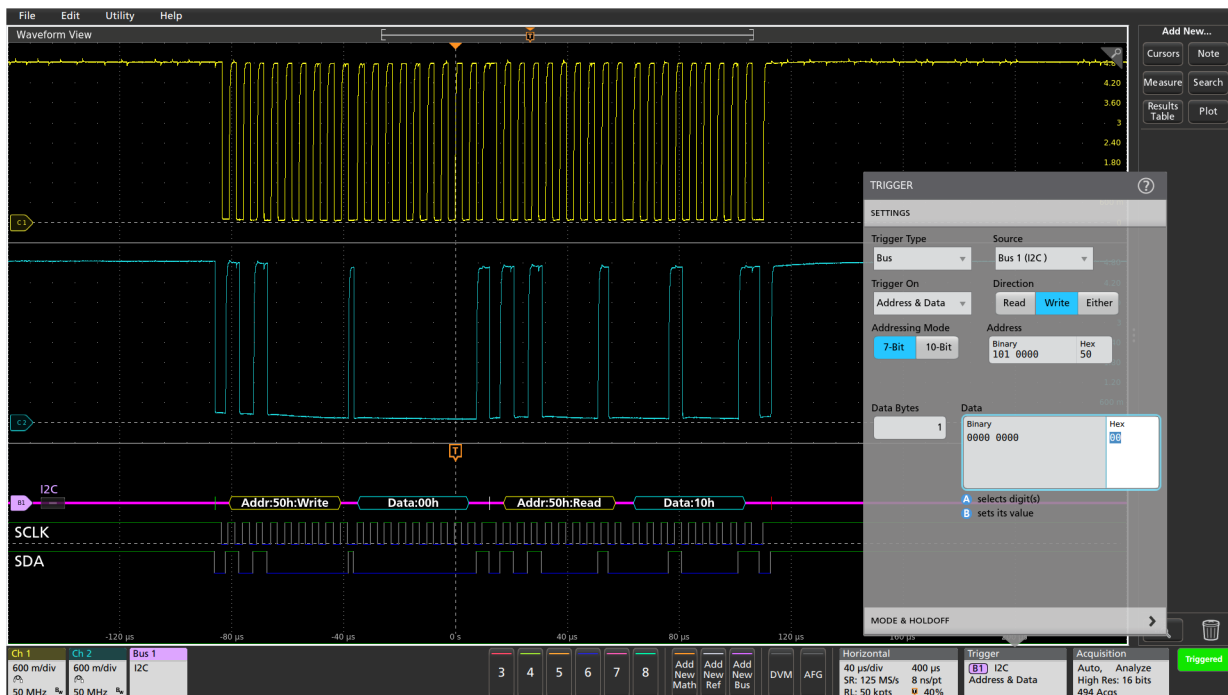 File Edit Utility Help
Waveform View
Add New...
Cursors Note
Measure Search
Results
Table
Plot
4.20
3.60
3
2.40
1.80
C 1
C 2
TRIGGER
?
SETTINGS
Trigger Type Source
Bus Bus 1 (I2C )
Trigger On Direction
Address & Data Read Write Either
Addressing Mode Address
7-Bit 10-Bit
Binary Hex
101 0000 50
Data Bytes Data
1
Binary Hex
0000 0000 00
A selects digit(s)
B sets its value
MODE & HOLDOFF
T
B1 I2C
Addr:50h:Write Data:00h Addr:50h:Read Data:10h
SCLK
SDA
-120 µs -80 µs -40 µs 0 s 40 µs 80 µs 120 µs 160 µs
Ch 1
600 m/div
50 MHz Bw
Ch 2
600 m/div
50 MHz Bw
Bus 1
I2C
3 4 5 6 7 8
Add
New
Math
Add
New
Ref
Add
New
Bus
DVM AFG
Horizontal
40 µs/div 400 µs
SR: 125 MS/s 8 ns/pt
RL: 50 kpts 40%
Trigger
B1 I2C
Address & Data
Acquisition
Auto, Analyze
High Res: 16 bits
494 Acqs
Triggered